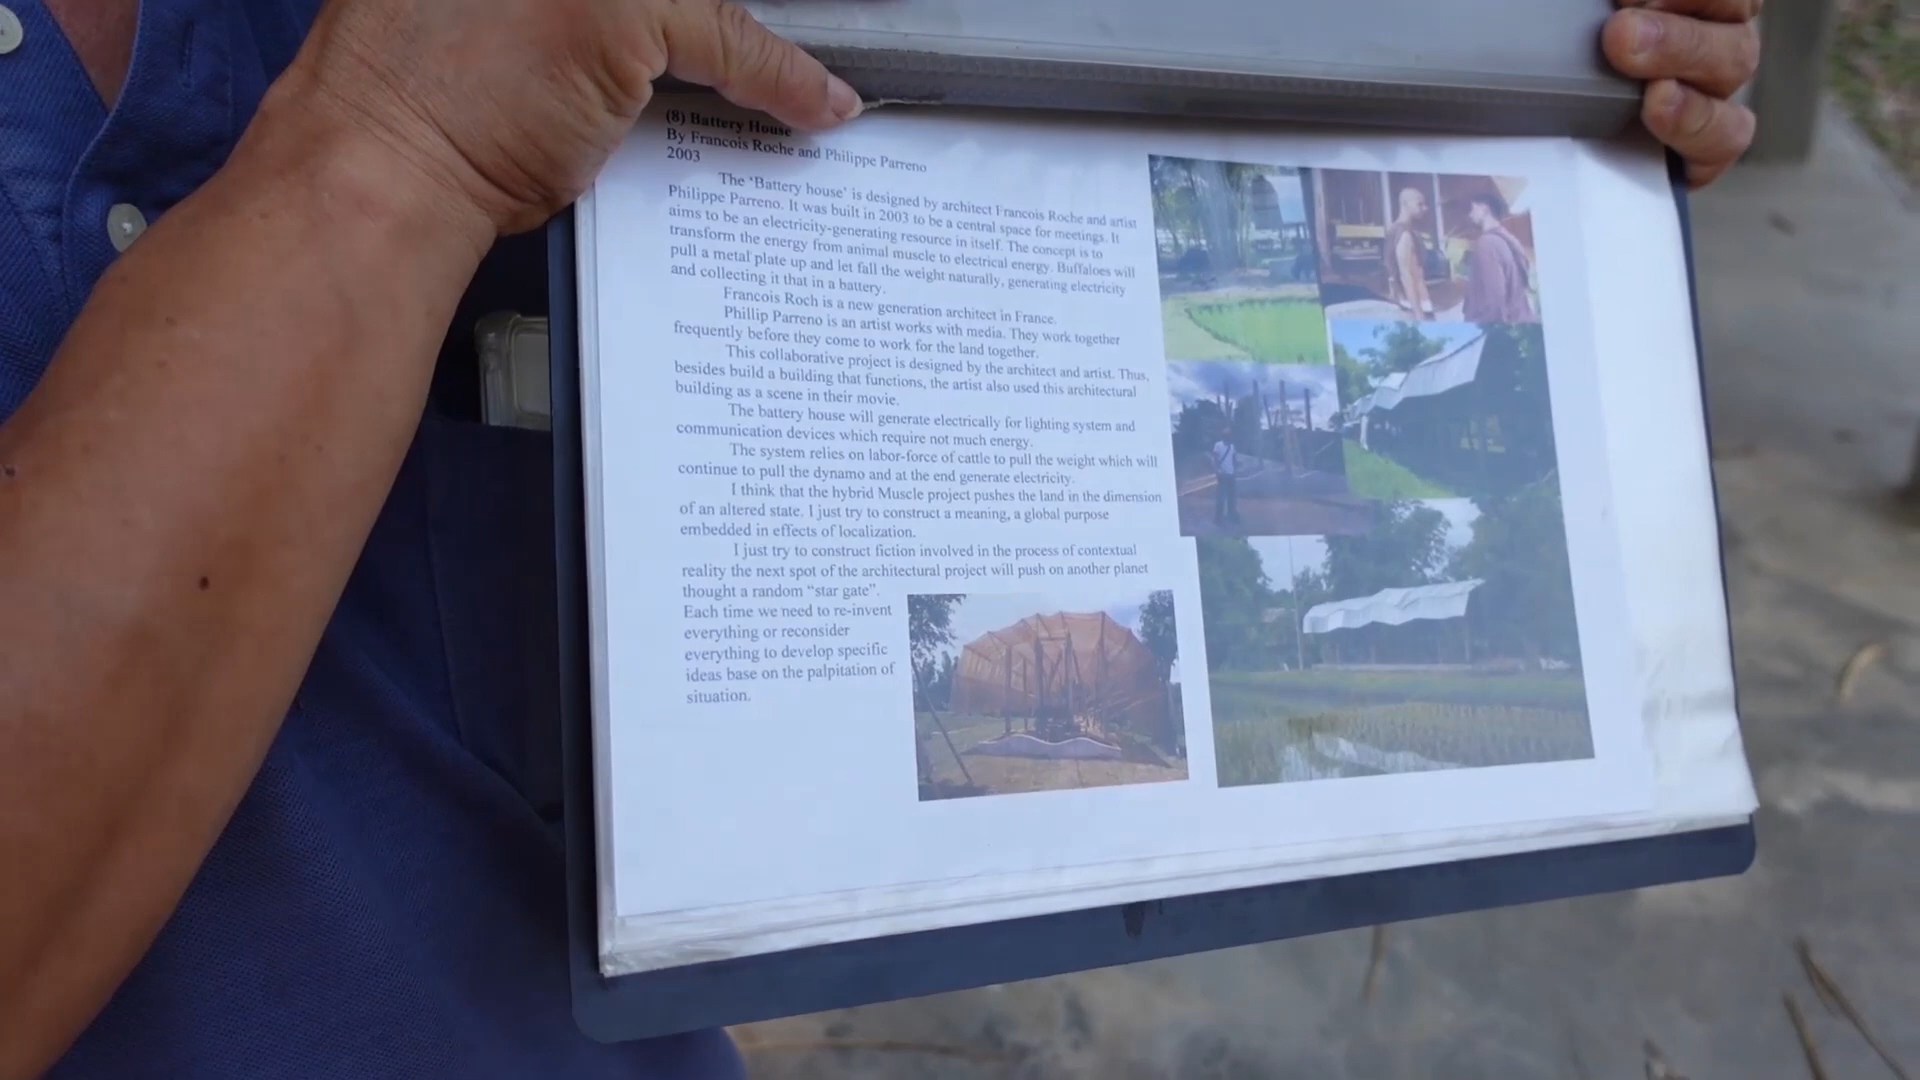 (8) Battery House
By Francois Roche and Philippe Parreno
2003
The ‘Battery house’ is designed by architect Francois Roche and artist
Philippe Parreno. It was built in 2003 to be a central space for meetings. It
aims to be an electricity-generating resource in itself. The concept is to
transform the energy from animal muscle to electrical energy. Buffaloes will
pull a metal plate up and let fall the weight naturally, generating electricity
and collecting it that in a battery.
Francois Roch is a new generation architect in France.
Phillip Parreno is an artist works with media. They work together
frequently before they come to work for the land together.
This collaborative project is designed by the architect and artist. Thus,
besides build a building that functions, the artist also used this architectural
building as a scene in their movie.
The battery house will generate electrically for lighting system and
communication devices which require not much energy.
The system relies on labor-force of cattle to pull the weight which will
continue to pull the dynamo and at the end generate electricity.
I think that the hybrid Muscle project pushes the land in the dimension
of an altered state. I just try to construct a meaning, a global purpose
embedded in effects of localization.
I just try to construct fiction involved in the process of contextual
reality the next spot of the architectural project will push on another planet
thought a random “star gate”.
Each time we need to re-invent
everything or reconsider
everything to develop specific
ideas base on the palpitation of
situation.